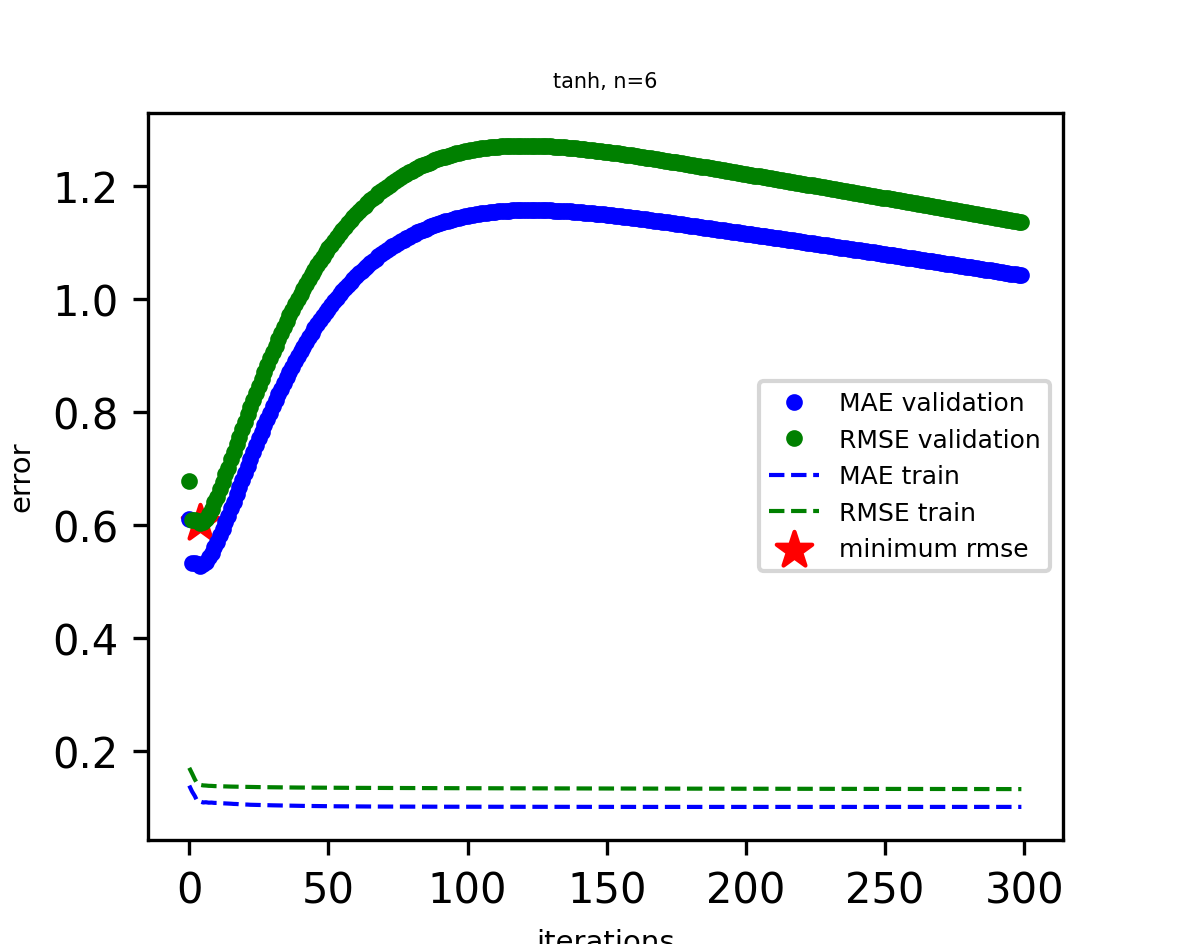 tanh, n=6
error
1.2
1.0
0.8
0.6
0.4
0.2
MAE validation
RMSE validation
MAE train
RMSE train
minimum rmse
0 50 100 150 200 250 300
iterations